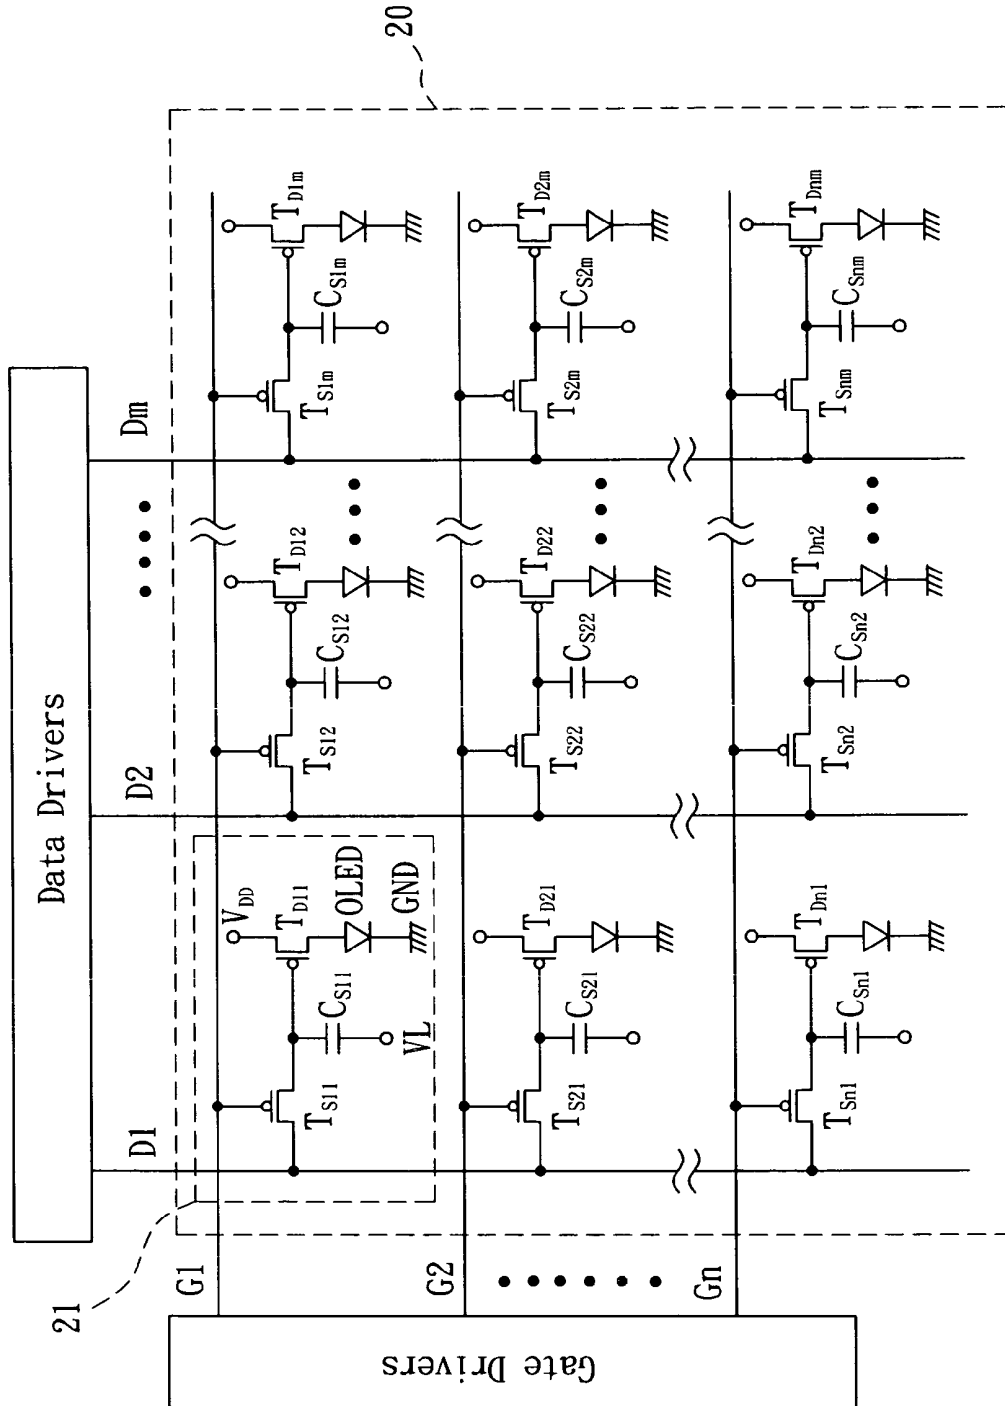 Data Drivers
D1
D2
Dm
20
21
G1
V_DD
T_S11
C_S11
T_D11
OLED
VL
GND
T_S12
C_S12
T_D12
T_S1m
C_S1m
T_D1m
G2
T_S21
C_S21
T_D21
T_S22
C_S22
T_D22
T_S2m
C_S2m
T_D2m
Gn
T_Sn1
C_Sn1
T_Dn1
T_Sn2
C_Sn2
T_Dn2
T_Snm
C_Snm
T_Dnm
Gate Drivers